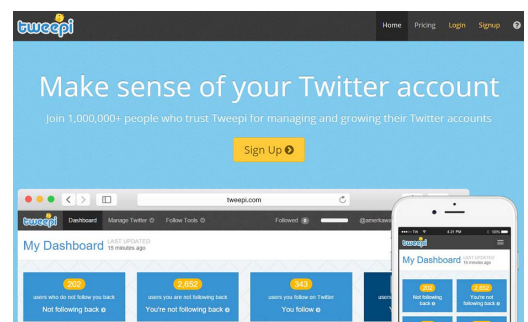 tweepi
Home Pricing Login Signup
Make sense of your Twitter account
Join 1,000,000+ people who trust Tweepi for managing and growing their Twitter accounts
Sign Up
tweepi.com
tweepi Dashboard Manage Twitter Follow Tools Followed 0
My Dashboard LAST UPDATED
15 minutes ago
202
users who do not follow you back
Not following back
2,652
users you are not following back
You're not following back
343
users you follow on Twitter
You follow
users
4:21 PM
tweepi
My Dashboard LAST UPDATED
15 minutes ago
202
Not following
back
2,652
You're not
following back